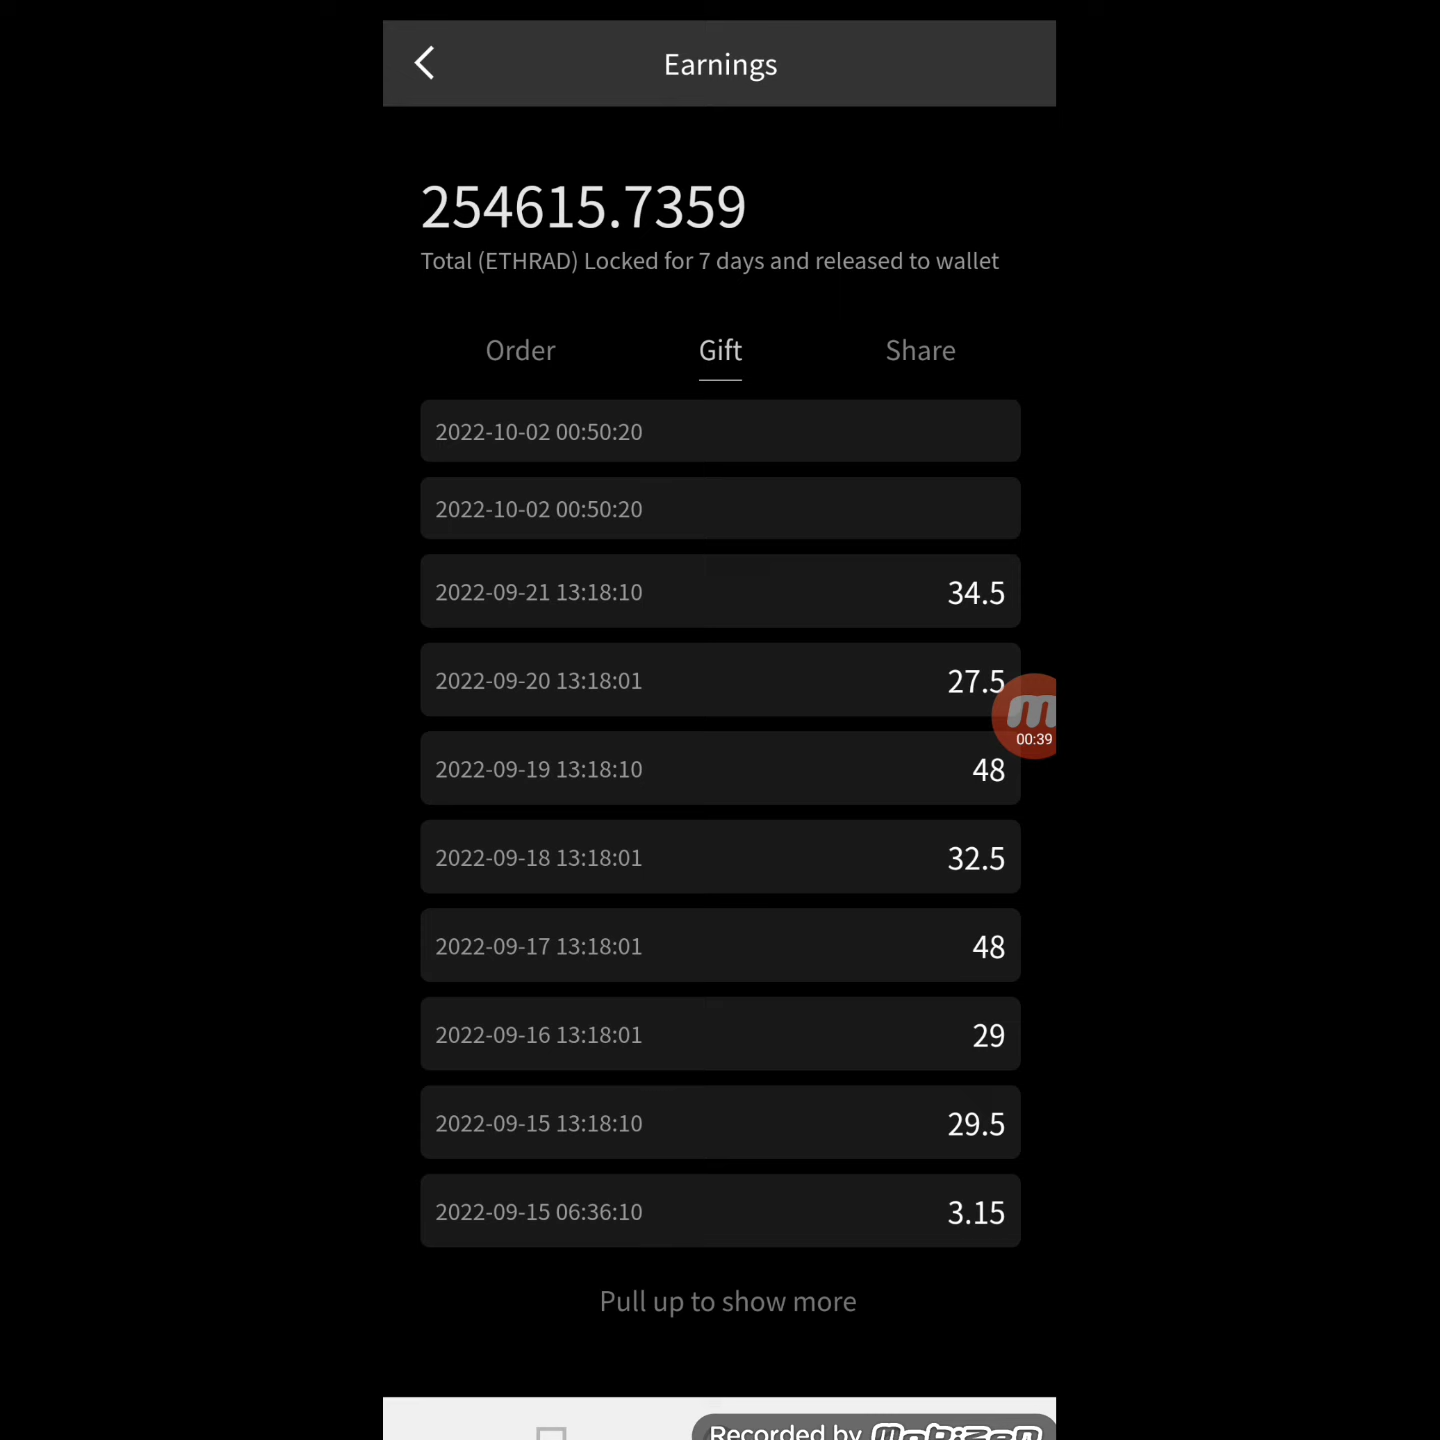 Earnings
254615.7359
Total (ETHRAD) Locked for 7 days and released to wallet
Order Gift Share
2022-10-02 00:50:20
2022-10-02 00:50:20
2022-09-21 13:18:10 34.5
2022-09-20 13:18:01 27.5
00:39
2022-09-19 13:18:10 48
2022-09-18 13:18:01 32.5
2022-09-17 13:18:01 48
2022-09-16 13:18:01 29
2022-09-15 13:18:10 29.5
2022-09-15 06:36:10 3.15
Pull up to show more
Recorded by Mobizen